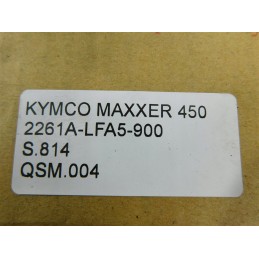 KYMCO MAXXER 450
2261A-LFA5-900
S.814
QSM.004